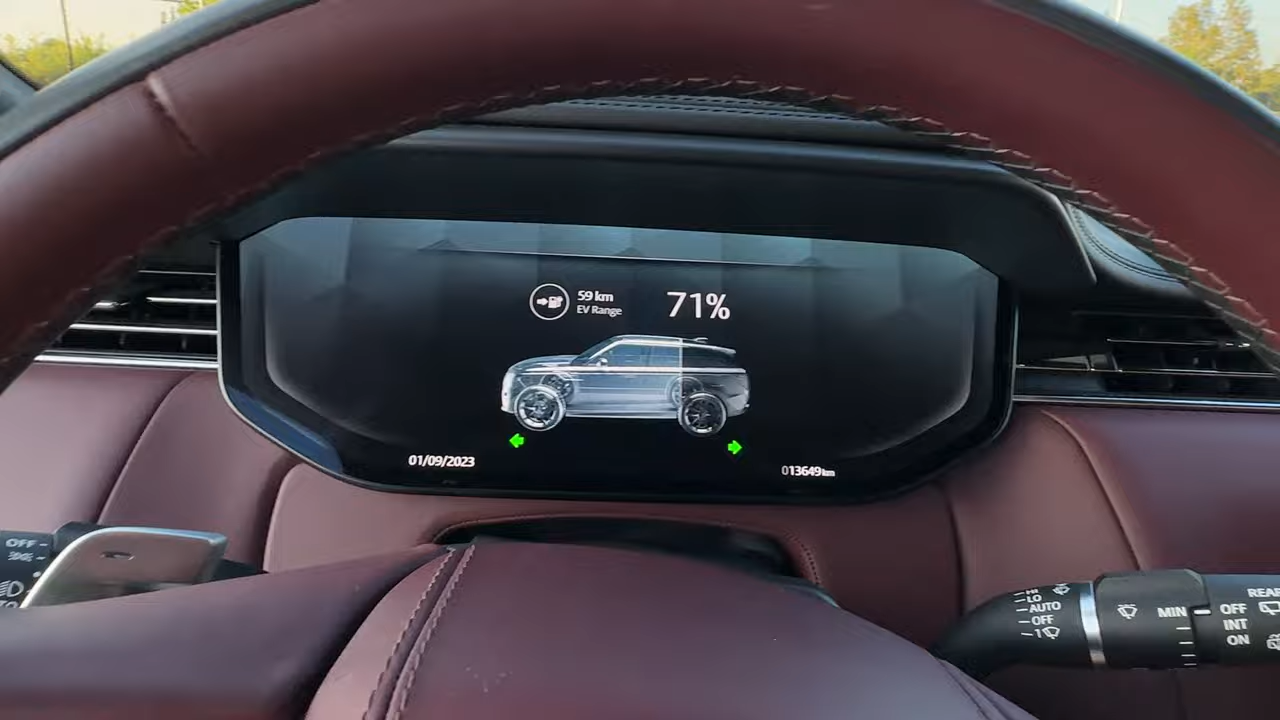 59 km
EV Range
71%
01/09/2023
013649km
OFF
LO
AUTO
OFF
1
MIN
REAR
OFF
INT
ON